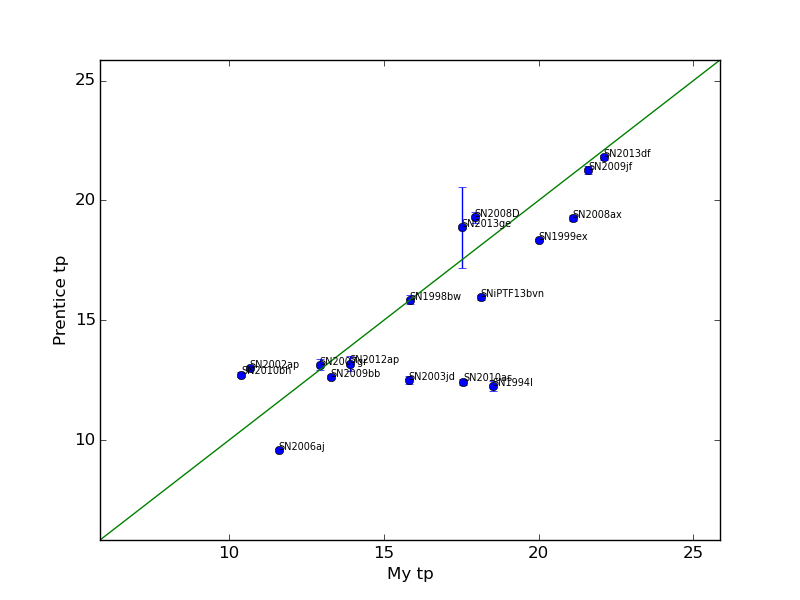 25
20
15
10
Prentice tp
SN2013df
SN2009jf
SN2008D
SN2008ax
SN2013ge
SN1999ex
SN1998bw
SNiPTF13bvn
SN2012ap
SN2002ap
SN2010bh
SN2009bb
SN2003jd
SN2010as
SN1994I
SN2006aj
10
15
20
25
My tp